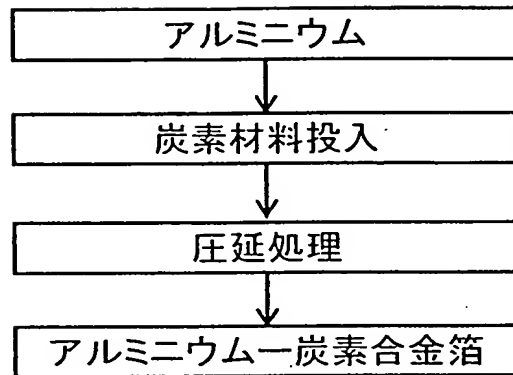 アルミニウム
炭素材料投入
圧延処理
アルミニウム一炭素合金箔